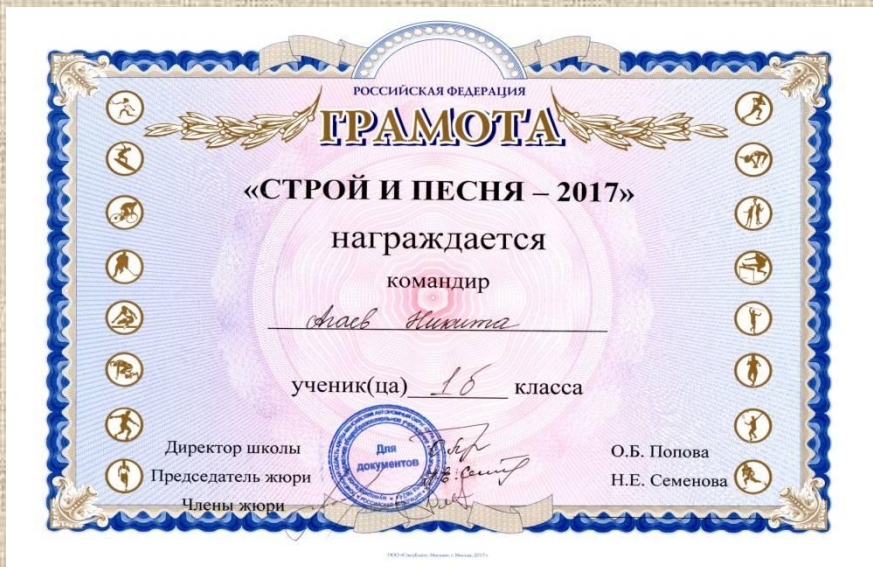 РОССИЙСКАЯ ФЕДЕРАЦИЯ
ГРАМОТА
«СТРОЙ И ПЕСНЯ – 2017»
награждается
командир
Агаев Никита
ученик(ца) 1б класса
Директор школы О.Б. Попова
Председатель жюри Н.Е. Семенова
Члены жюри
Для
документов